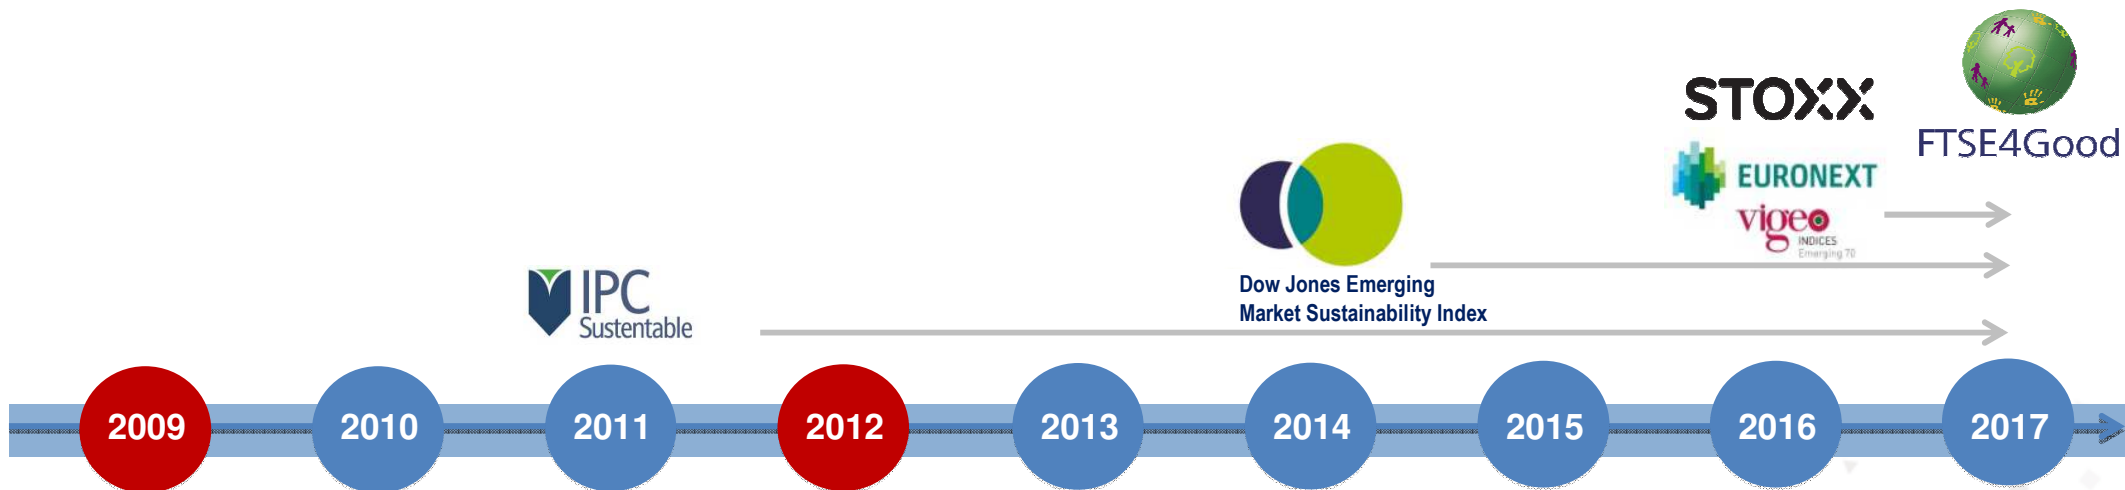 STOXX
FTSE4Good
EURONEXT
vigeo
INDICES
Emerging 70
IPC
Sustentable
Dow Jones Emerging
Market Sustainability Index
2009
2010
2011
2012
2013
2014
2015
2016
2017